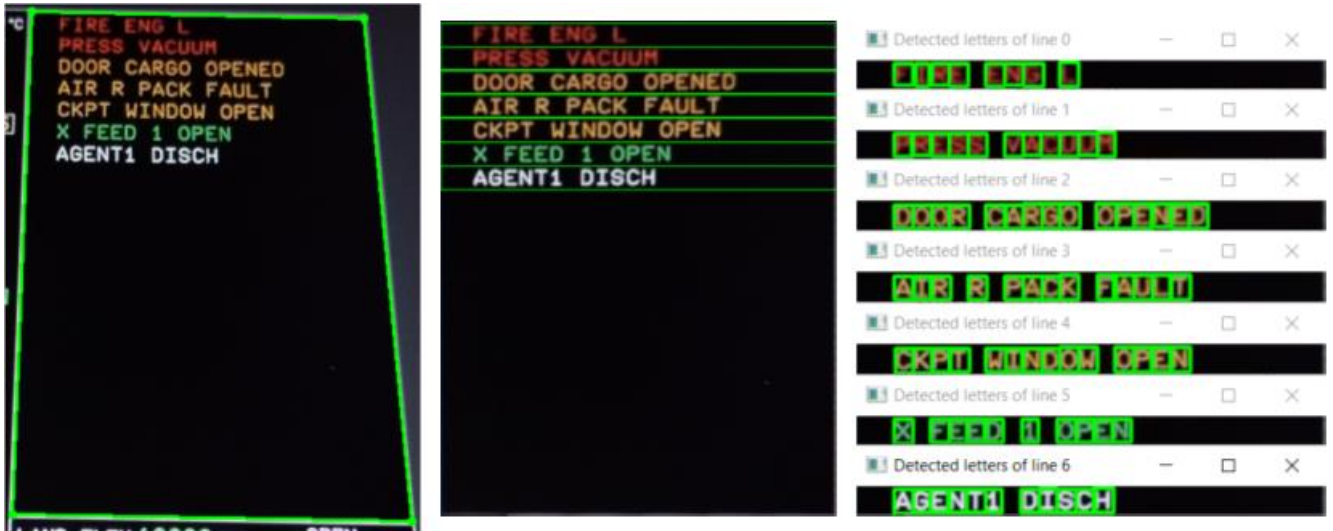 °C
FIRE ENG L
PRESS VACUUM
DOOR CARGO OPENED
AIR R PACK FAULT
CKPT WINDOW OPEN
X FEED 1 OPEN
AGENT1 DISCH
FIRE ENG L
PRESS VACUUM
DOOR CARGO OPENED
AIR R PACK FAULT
CKPT WINDOW OPEN
X FEED 1 OPEN
AGENT1 DISCH
Detected letters of line 0
FIRE ENG L
Detected letters of line 1
PRESS VACUUM
Detected letters of line 2
DOOR CARGO OPENED
Detected letters of line 3
AIR R PACK FAULT
Detected letters of line 4
CKPT WINDOW OPEN
Detected letters of line 5
X FEED 1 OPEN
Detected letters of line 6
AGENT1 DISCH